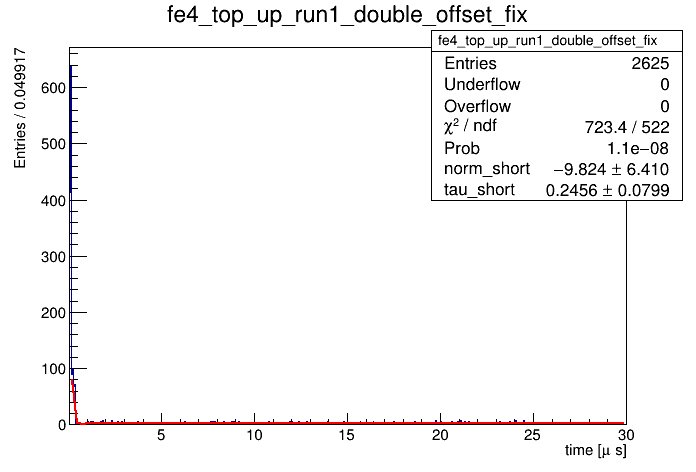 fe4_top_up_run1_double_offset_fix
fe4_top_up_run1_double_offset_fix
Entries 2625
Underflow 0
Overflow 0
χ² / ndf 723.4 / 522
Prob 1.1e−08
norm_short −9.824 ± 6.410
tau_short 0.2456 ± 0.0799
Entries / 0.049917
600
500
400
300
200
100
0
5 10 15 20 25 30
time [μ s]